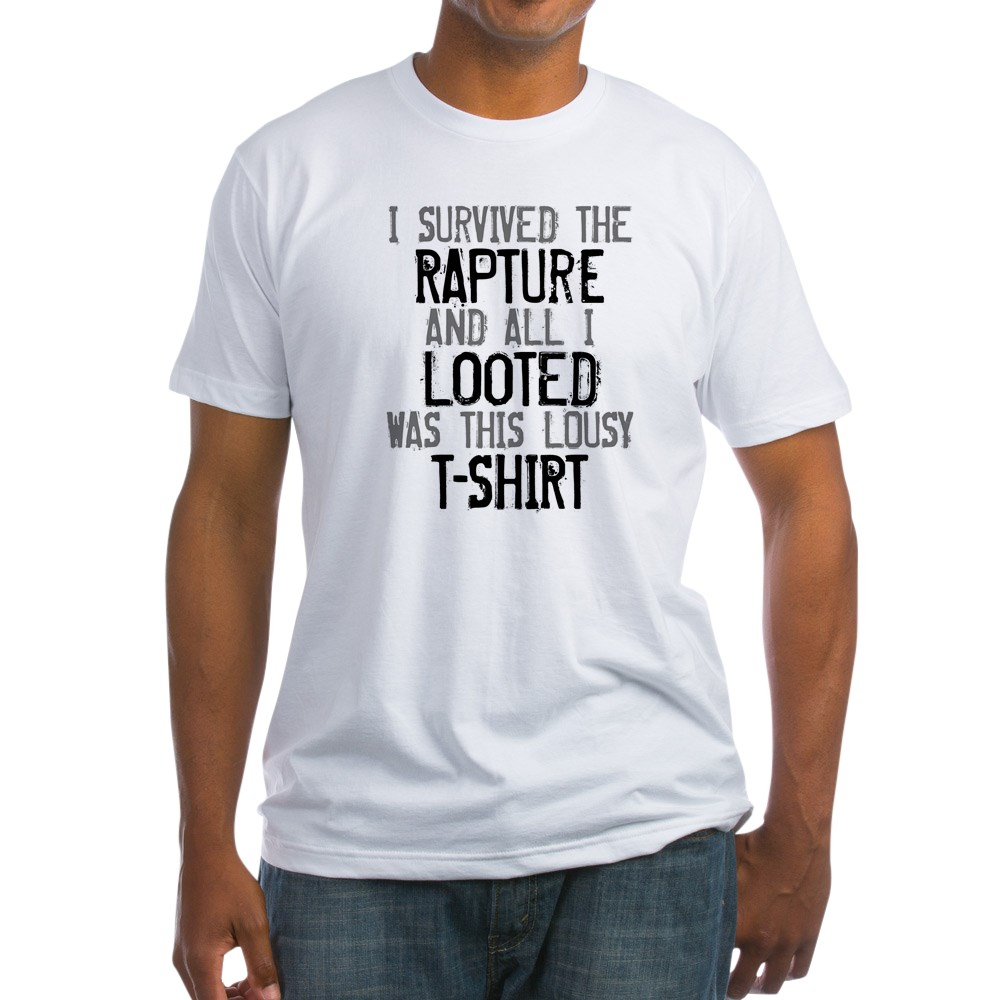 I SURVIVED THE
RAPTURE
AND ALL I
LOOTED
WAS THIS LOUSY
T-SHIRT